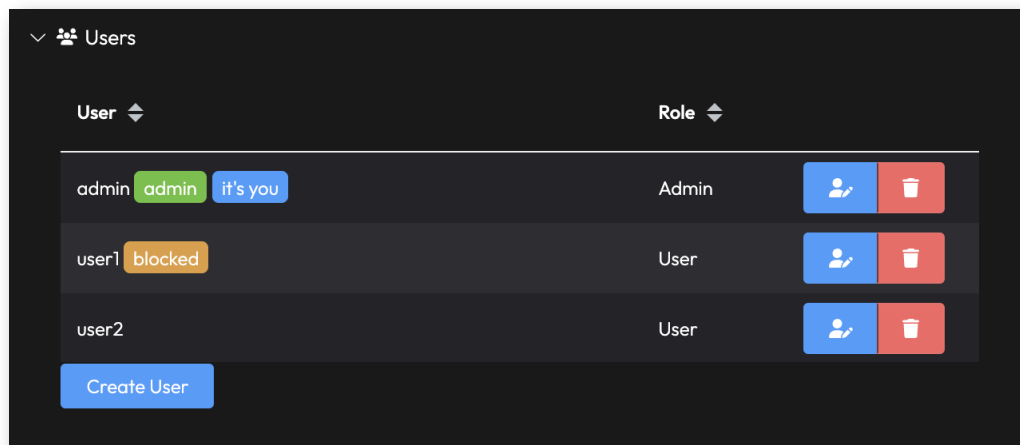 Users
User Role
admin admin it's you Admin
user1 blocked User
user2 User
Create User